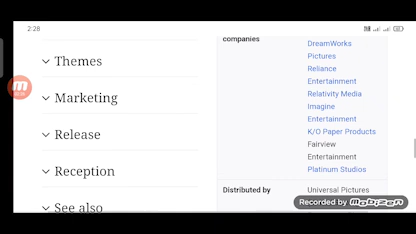 2:28
companies
DreamWorks
Pictures
Reliance
Entertainment
Relativity Media
Imagine
Entertainment
K/O Paper Products
Fairview
Entertainment
Platinum Studios
Distributed by Universal Pictures
Themes
Marketing
Release
Reception
See also
Recorded by Mobizen